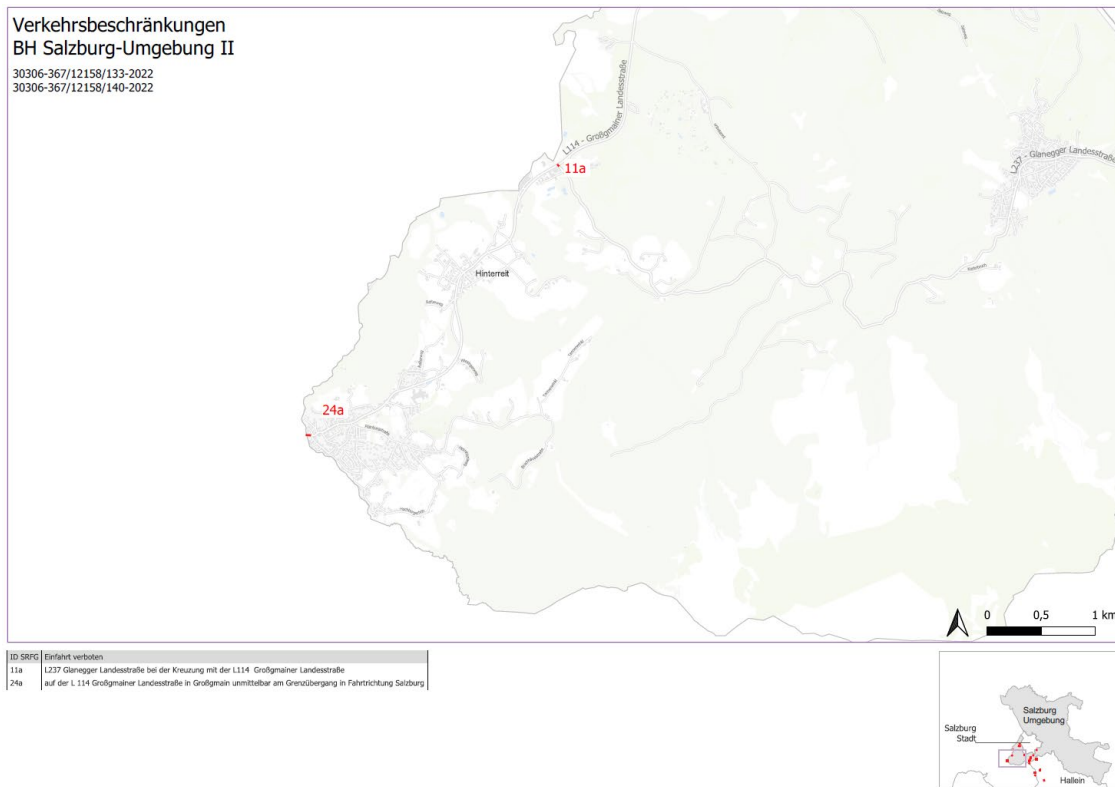 Verkehrsbeschränkungen
BH Salzburg-Umgebung II
30306-367/12158/133-2022
30306-367/12158/140-2022
L114 - Großgmainer Landesstraße
11a
L237 - Glanegger Landesstraße
Hinterreit
24a
0 0,5 1 km
ID SRFG Einfahrt verboten
11a L237 Glanegger Landesstraße bei der Kreuzung mit der L114 Großgmainer Landesstraße
24a auf der L 114 Großgmainer Landesstraße in Großgmain unmittelbar am Grenzübergang in Fahrtrichtung Salzburg
Salzburg
Umgebung
Salzburg
Stadt
Hallein